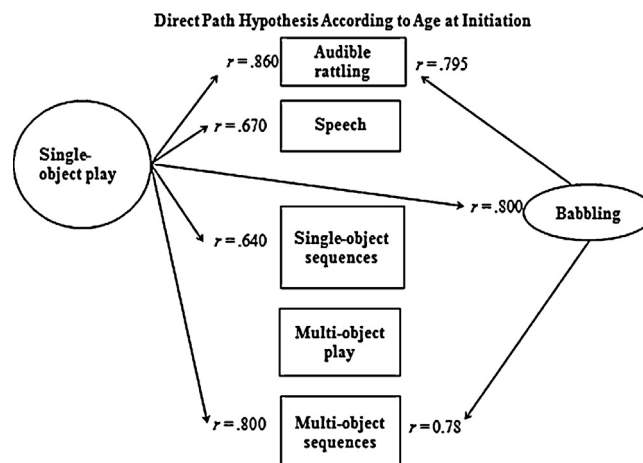 Direct Path Hypothesis According to Age at Initiation
r = .860
Audible
rattling
r = .795
r = .670
Speech
Single-
object play
r = .800
Babbling
r = .640
Single-object
sequences
Multi-object
play
r = .800
Multi-object
sequences
r = 0.78